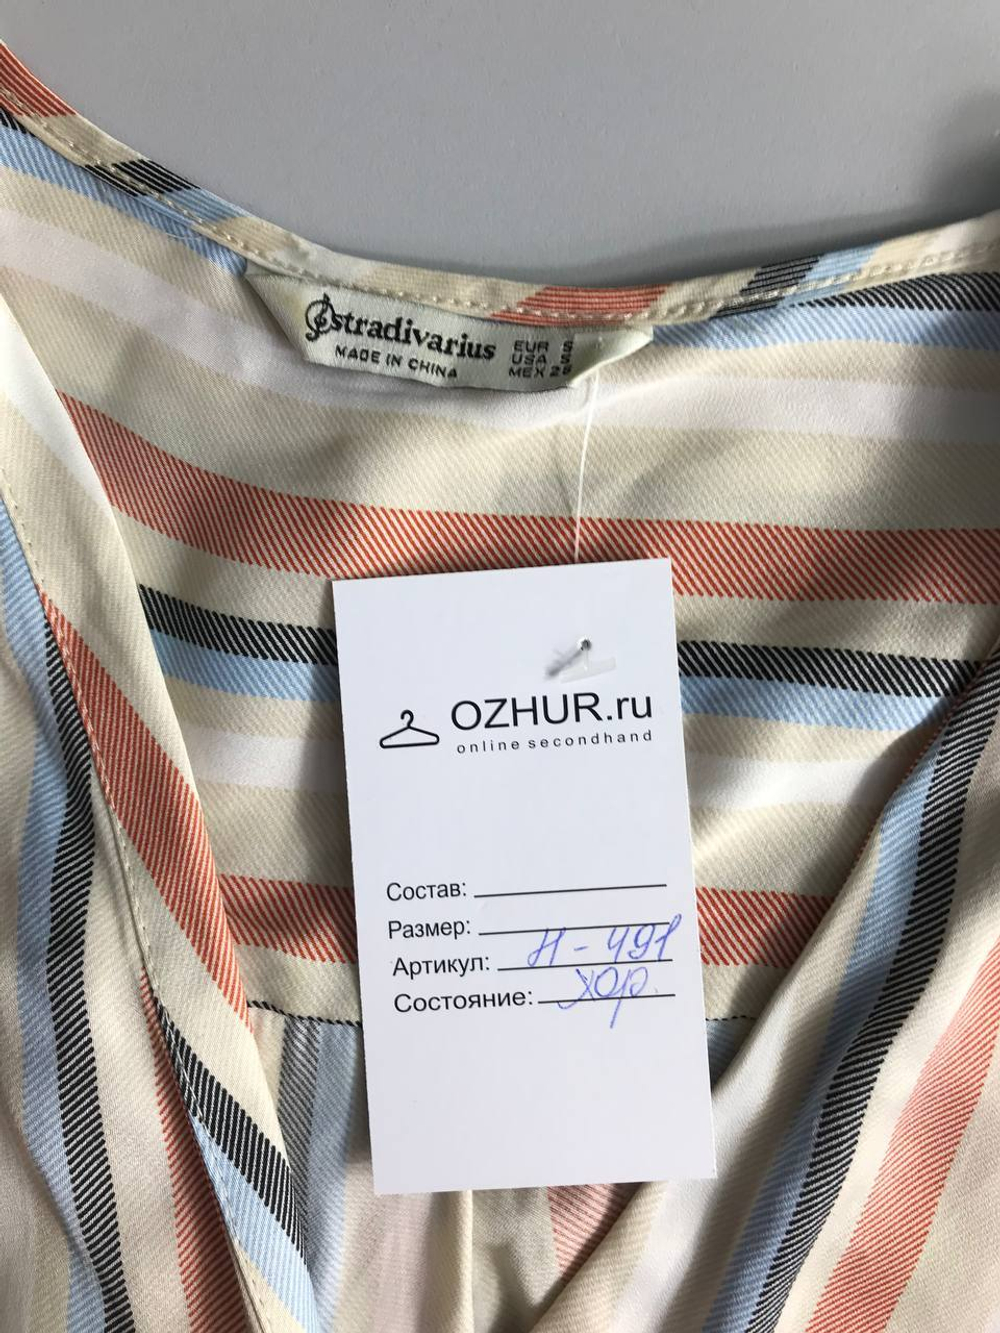 stradivarius
MADE IN CHINA
EUR S
USA S
MEX 26
OZHUR.ru
online secondhand
Состав:
Размер:
Артикул: Н-491
Состояние: хор.